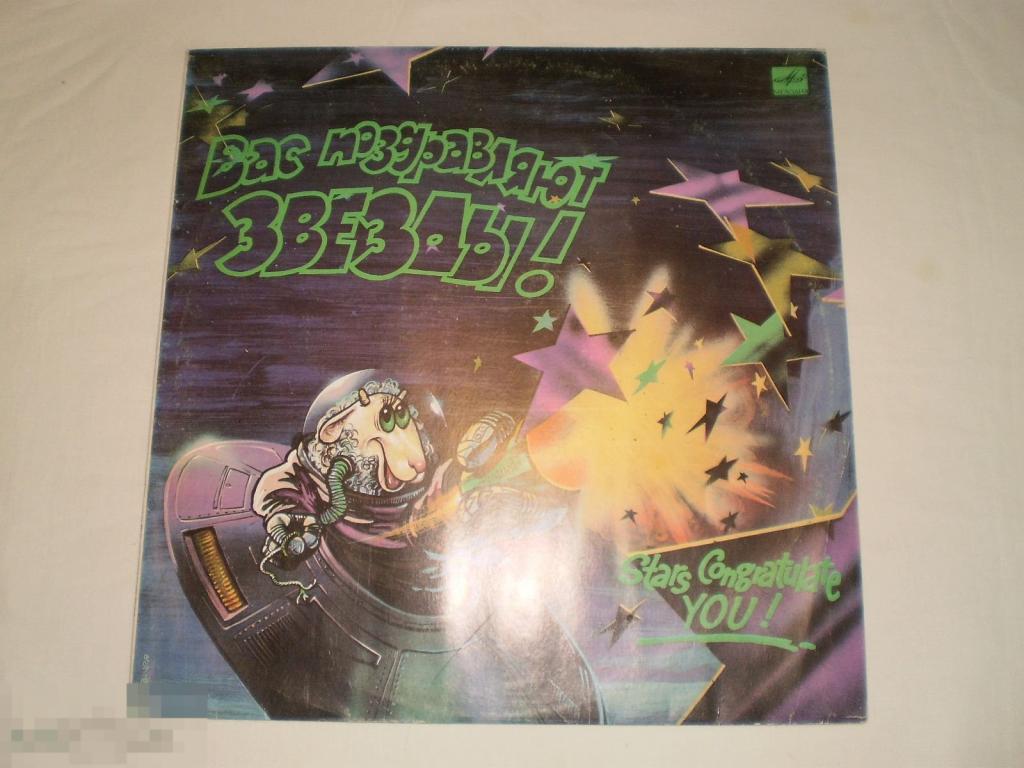 Вас поздравляют
ЗВЕЗДЫ!
Stars Congratulate
YOU!